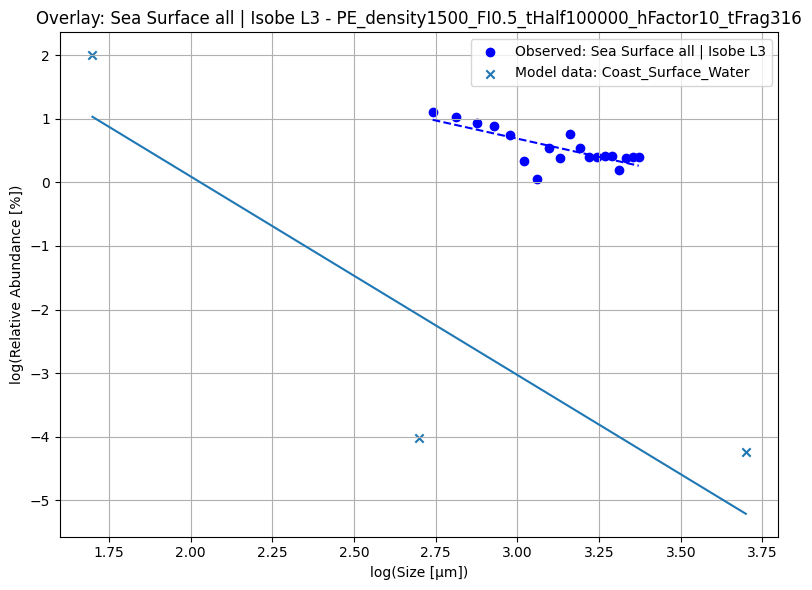 Overlay: Sea Surface all | Isobe L3 - PE_density1500_FI0.5_tHalf100000_hFactor10_tFrag316
Observed: Sea Surface all | Isobe L3
Model data: Coast_Surface_Water
log(Relative Abundance [%])
2
1
0
−1
−2
−3
−4
−5
1.75 2.00 2.25 2.50 2.75 3.00 3.25 3.50 3.75
log(Size [µm])